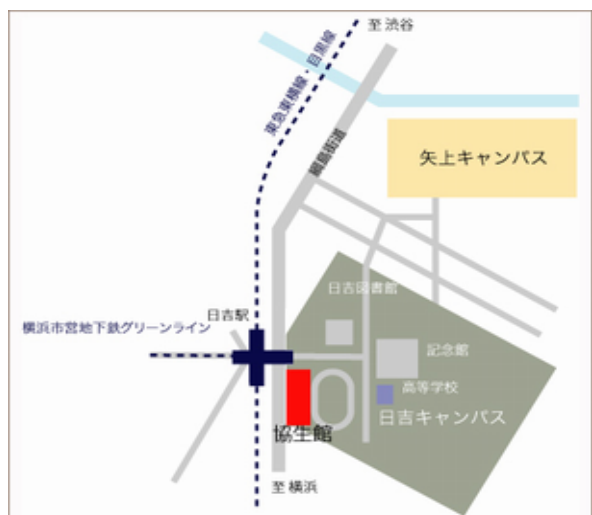 至 渋谷
東急東横線・目黒線
綱島街道
矢上キャンパス
日吉図書館
日吉駅
横浜市営地下鉄グリーンライン
記念館
高等学校
日吉キャンパス
協生館
至 横浜